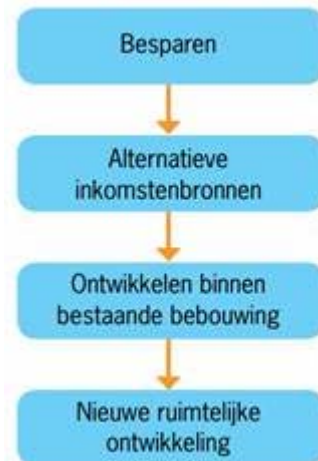 Besparen
Alternatieve
inkomstenbronnen
Ontwikkelen binnen
bestaande bebouwing
Nieuwe ruimtelijke
ontwikkeling